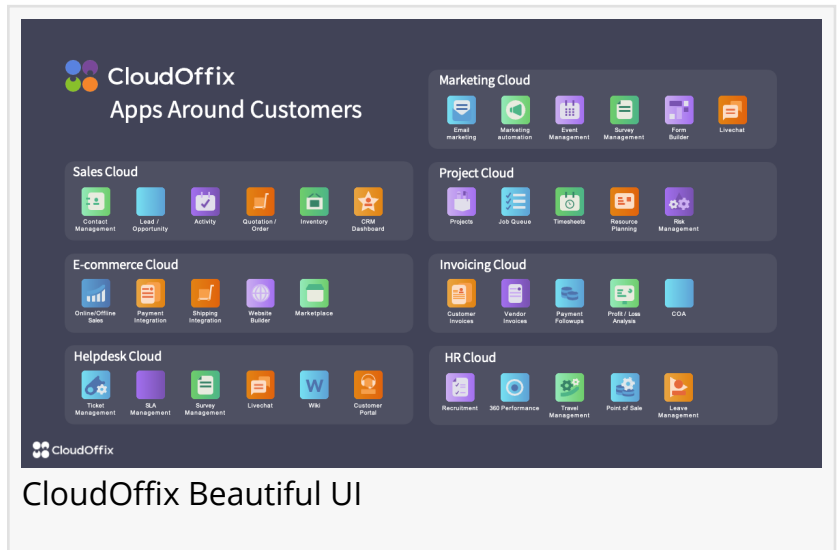 CloudOffix
Apps Around Customers
Marketing Cloud
Email
marketing
Marketing
automation
Event
Management
Survey
Management
Form
Builder
Livechat
Sales Cloud
Contact
Management
Lead /
Opportunity
Activity
Quotation /
Order
Inventory
CRM
Dashboard
Project Cloud
Projects
Job Queue
Timesheets
Resource
Planning
Risk
Management
E-commerce Cloud
Online/Offline
Sales
Payment
Integration
Shipping
Integration
Website
Builder
Marketplace
Invoicing Cloud
Customer
Invoices
Vendor
Invoices
Payment
Followups
Profit / Loss
Analysis
COA
Helpdesk Cloud
Ticket
Management
SLA
Management
Survey
Management
Livechat
W
Wiki
Customer
Portal
HR Cloud
Recruitment
360 Performance
Travel
Management
Point of Sale
Leave
Management
CloudOffix
CloudOffix Beautiful UI